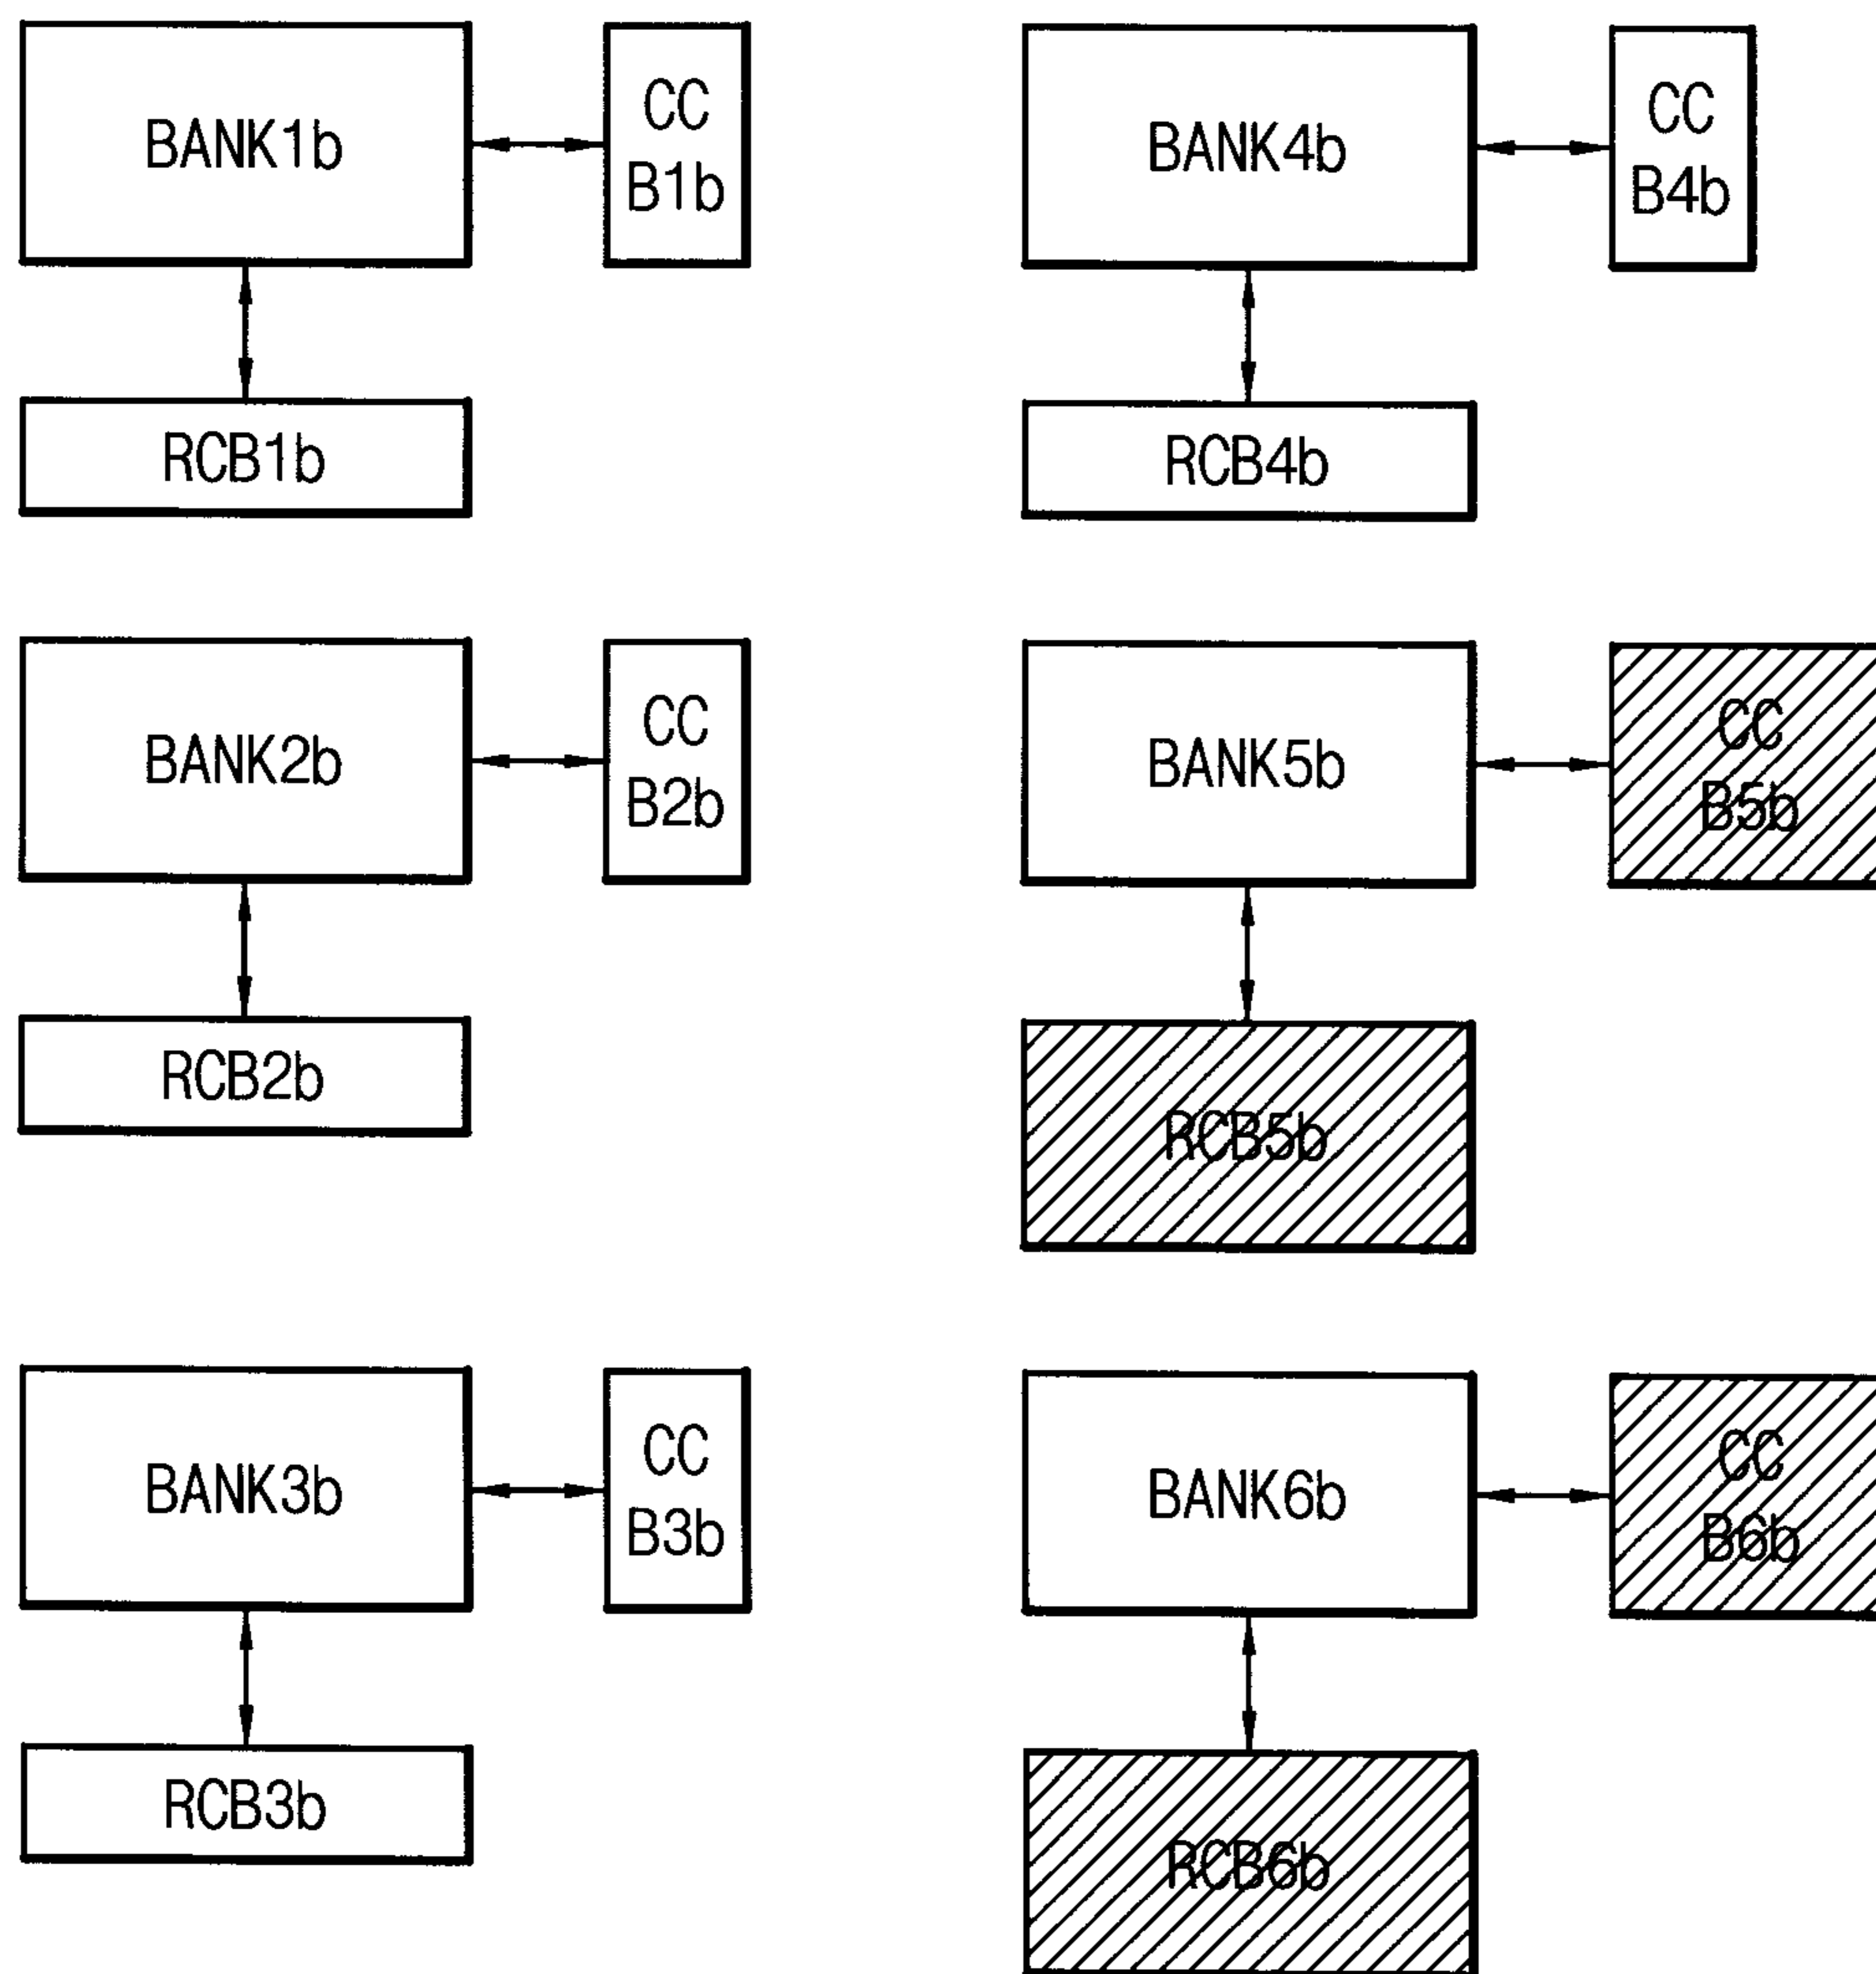 BANK1b
CC
B1b
RCB1b
BANK4b
CC
B4b
RCB4b
BANK2b
CC
B2b
RCB2b
BANK5b
CC
B5b
RCB5b
BANK3b
CC
B3b
RCB3b
BANK6b
CC
B6b
RCB6b